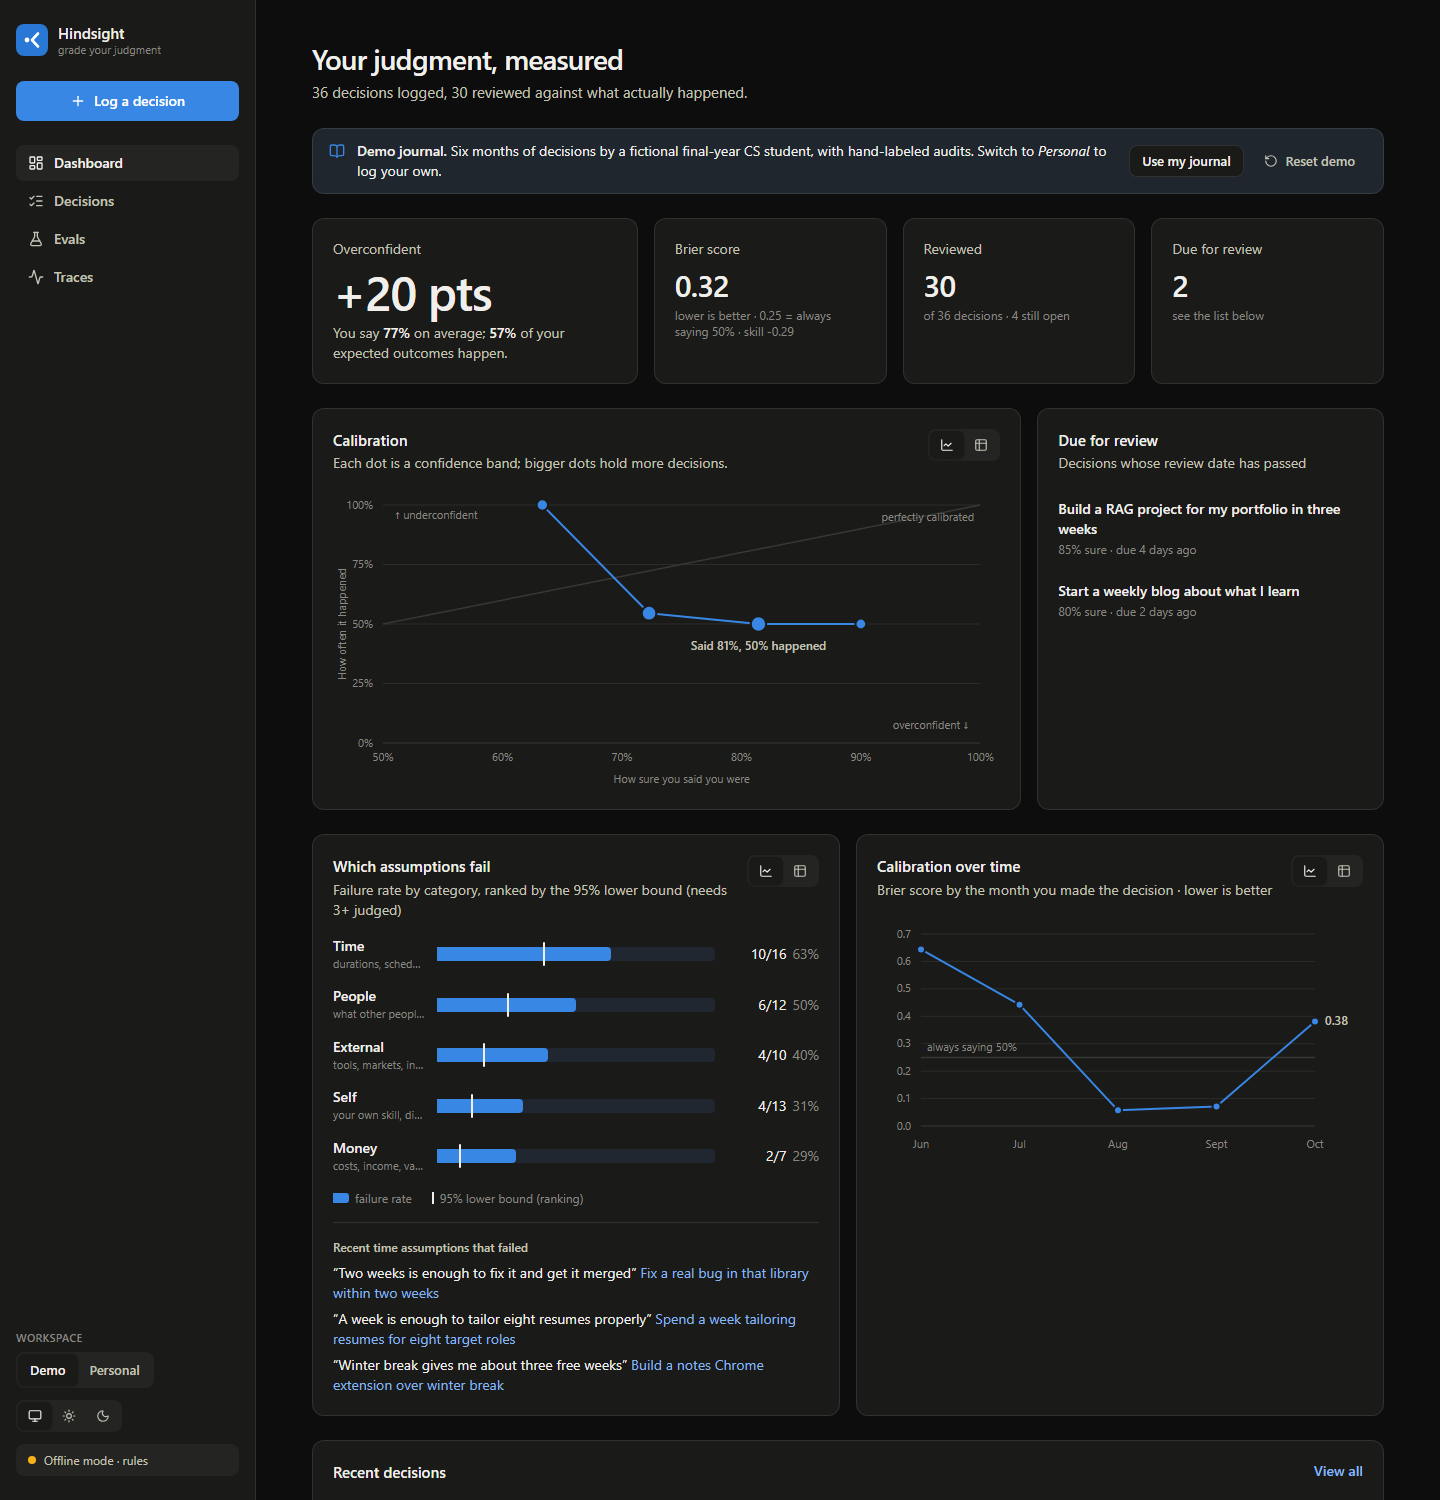 Hindsight
grade your judgment
Log a decision
Dashboard
Decisions
Evals
Traces
WORKSPACE
Demo Personal
Offline mode · rules
Your judgment, measured
36 decisions logged, 30 reviewed against what actually happened.
Demo journal. Six months of decisions by a fictional final-year CS student, with hand-labeled audits. Switch to Personal to
log your own.
Use my journal
Reset demo
Overconfident
+20 pts
You say 77% on average; 57% of your
expected outcomes happen.
Brier score
0.32
lower is better · 0.25 = always
saying 50% · skill -0.29
Reviewed
30
of 36 decisions · 4 still open
Due for review
2
see the list below
Calibration
Each dot is a confidence band; bigger dots hold more decisions.
How often it happened
100%
75%
50%
25%
0%
↑ underconfident
perfectly calibrated
Said 81%, 50% happened
overconfident ↓
50% 60% 70% 80% 90% 100%
How sure you said you were
Due for review
Decisions whose review date has passed
Build a RAG project for my portfolio in three
weeks
85% sure · due 4 days ago
Start a weekly blog about what I learn
80% sure · due 2 days ago
Which assumptions fail
Failure rate by category, ranked by the 95% lower bound (needs
3+ judged)
Time
durations, sched...
10/16 63%
People
what other peopl...
6/12 50%
External
tools, markets, in...
4/10 40%
Self
your own skill, di...
4/13 31%
Money
costs, income, va...
2/7 29%
failure rate 95% lower bound (ranking)
Recent time assumptions that failed
“Two weeks is enough to fix it and get it merged” Fix a real bug in that library
within two weeks
“A week is enough to tailor eight resumes properly” Spend a week tailoring
resumes for eight target roles
“Winter break gives me about three free weeks” Build a notes Chrome
extension over winter break
Calibration over time
Brier score by the month you made the decision · lower is better
0.7
0.6
0.5
0.4
0.3
0.2
0.1
0.0
always saying 50%
0.38
Jun Jul Aug Sept Oct
Recent decisions
View all